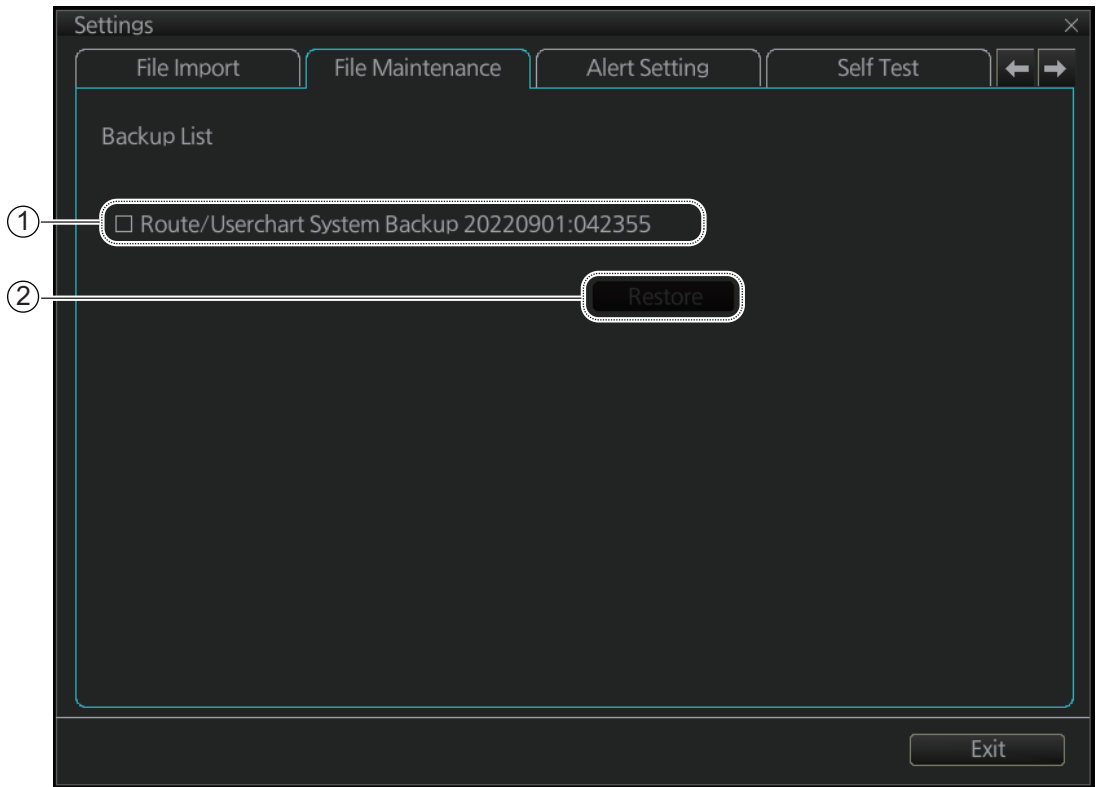 Settings
File Import
File Maintenance
Alert Setting
Self Test
Backup List
1
Route/Userchart System Backup 20220901:042355
2
Restore
Exit